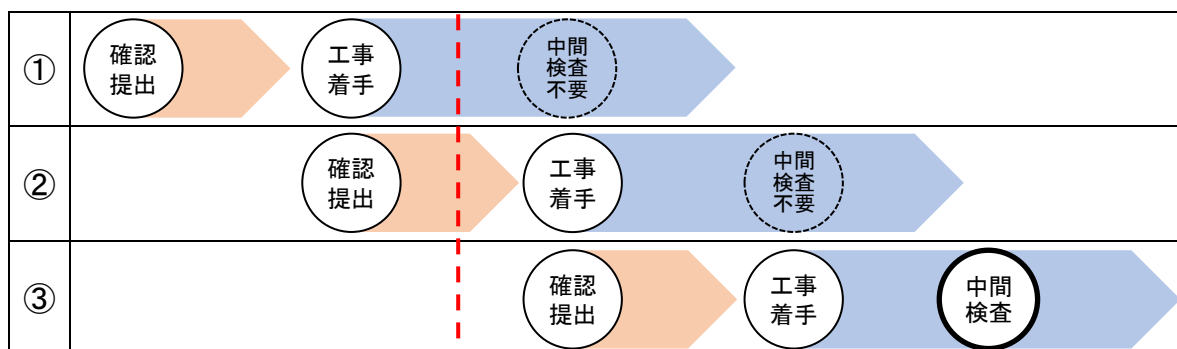 ①
確認
提出
工事
着手
中間
検査
不要
②
確認
提出
工事
着手
中間
検査
不要
③
確認
提出
工事
着手
中間
検査